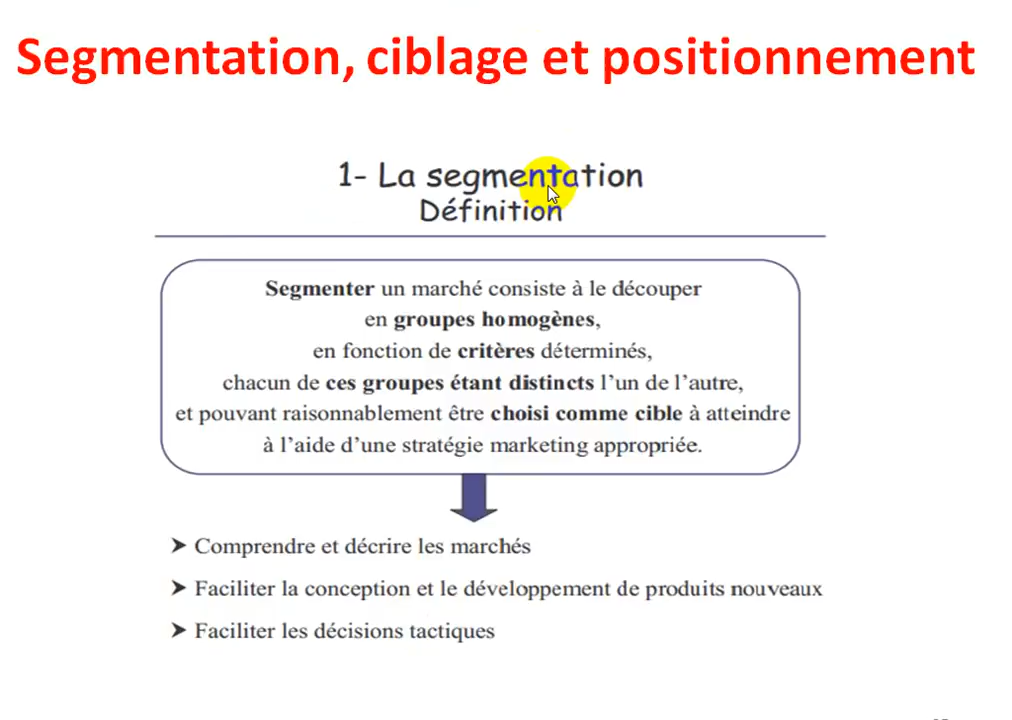 Segmentation, ciblage et positionnement
1- La segmentation
Définition
Segmenter un marché consiste à le découper
en groupes homogènes,
en fonction de critères déterminés,
chacun de ces groupes étant distincts l'un de l'autre,
et pouvant raisonnablement être choisi comme cible à atteindre
à l'aide d'une stratégie marketing appropriée.
➤ Comprendre et décrire les marchés
➤ Faciliter la conception et le développement de produits nouveaux
➤ Faciliter les décisions tactiques